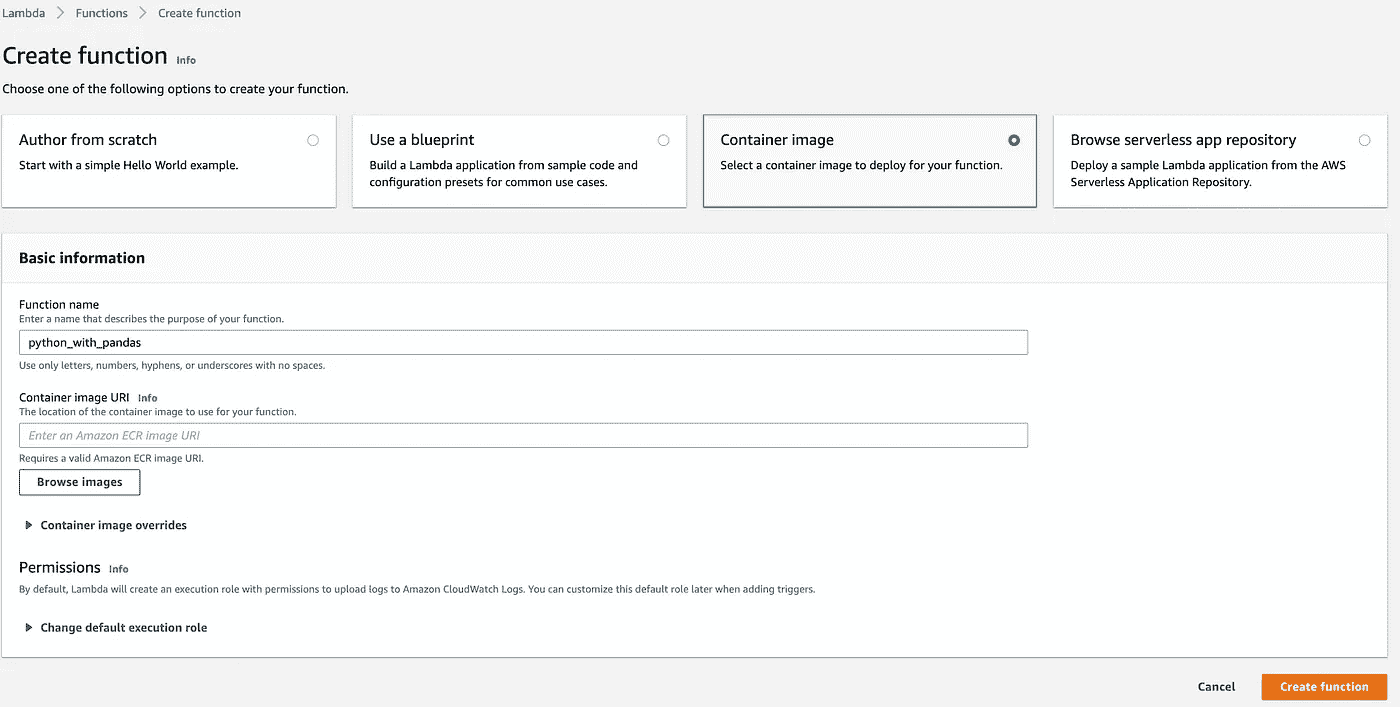 Lambda > Functions > Create function
Create function Info
Choose one of the following options to create your function.
Author from scratch
Start with a simple Hello World example.
Use a blueprint
Build a Lambda application from sample code and
configuration presets for common use cases.
Container image
Select a container image to deploy for your function.
Browse serverless app repository
Deploy a sample Lambda application from the AWS
Serverless Application Repository.
Basic information
Function name
Enter a name that describes the purpose of your function.
python_with_pandas
Use only letters, numbers, hyphens, or underscores with no spaces.
Container image URI Info
The location of the container image to use for your function.
Enter an Amazon ECR image URI
Requires a valid Amazon ECR image URI.
Browse images
Container image overrides
Permissions Info
By default, Lambda will create an execution role with permissions to upload logs to Amazon CloudWatch Logs. You can customize this default role later when adding triggers.
Change default execution role
Cancel
Create function